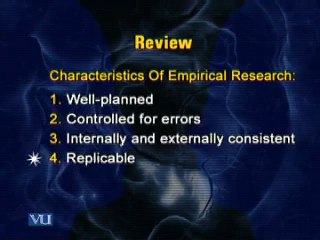 Review
Characteristics Of Empirical Research:
1. Well-planned
2. Controlled for errors
3. Internally and externally consistent
4. Replicable
VU